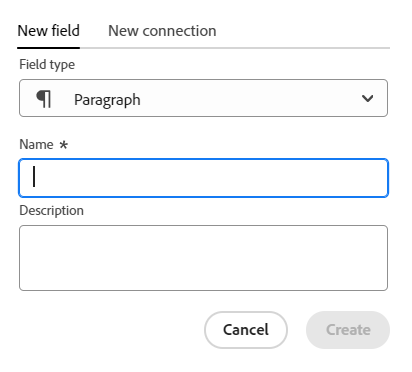 New field New connection
Field type
¶ Paragraph
Name *
Description
Cancel Create